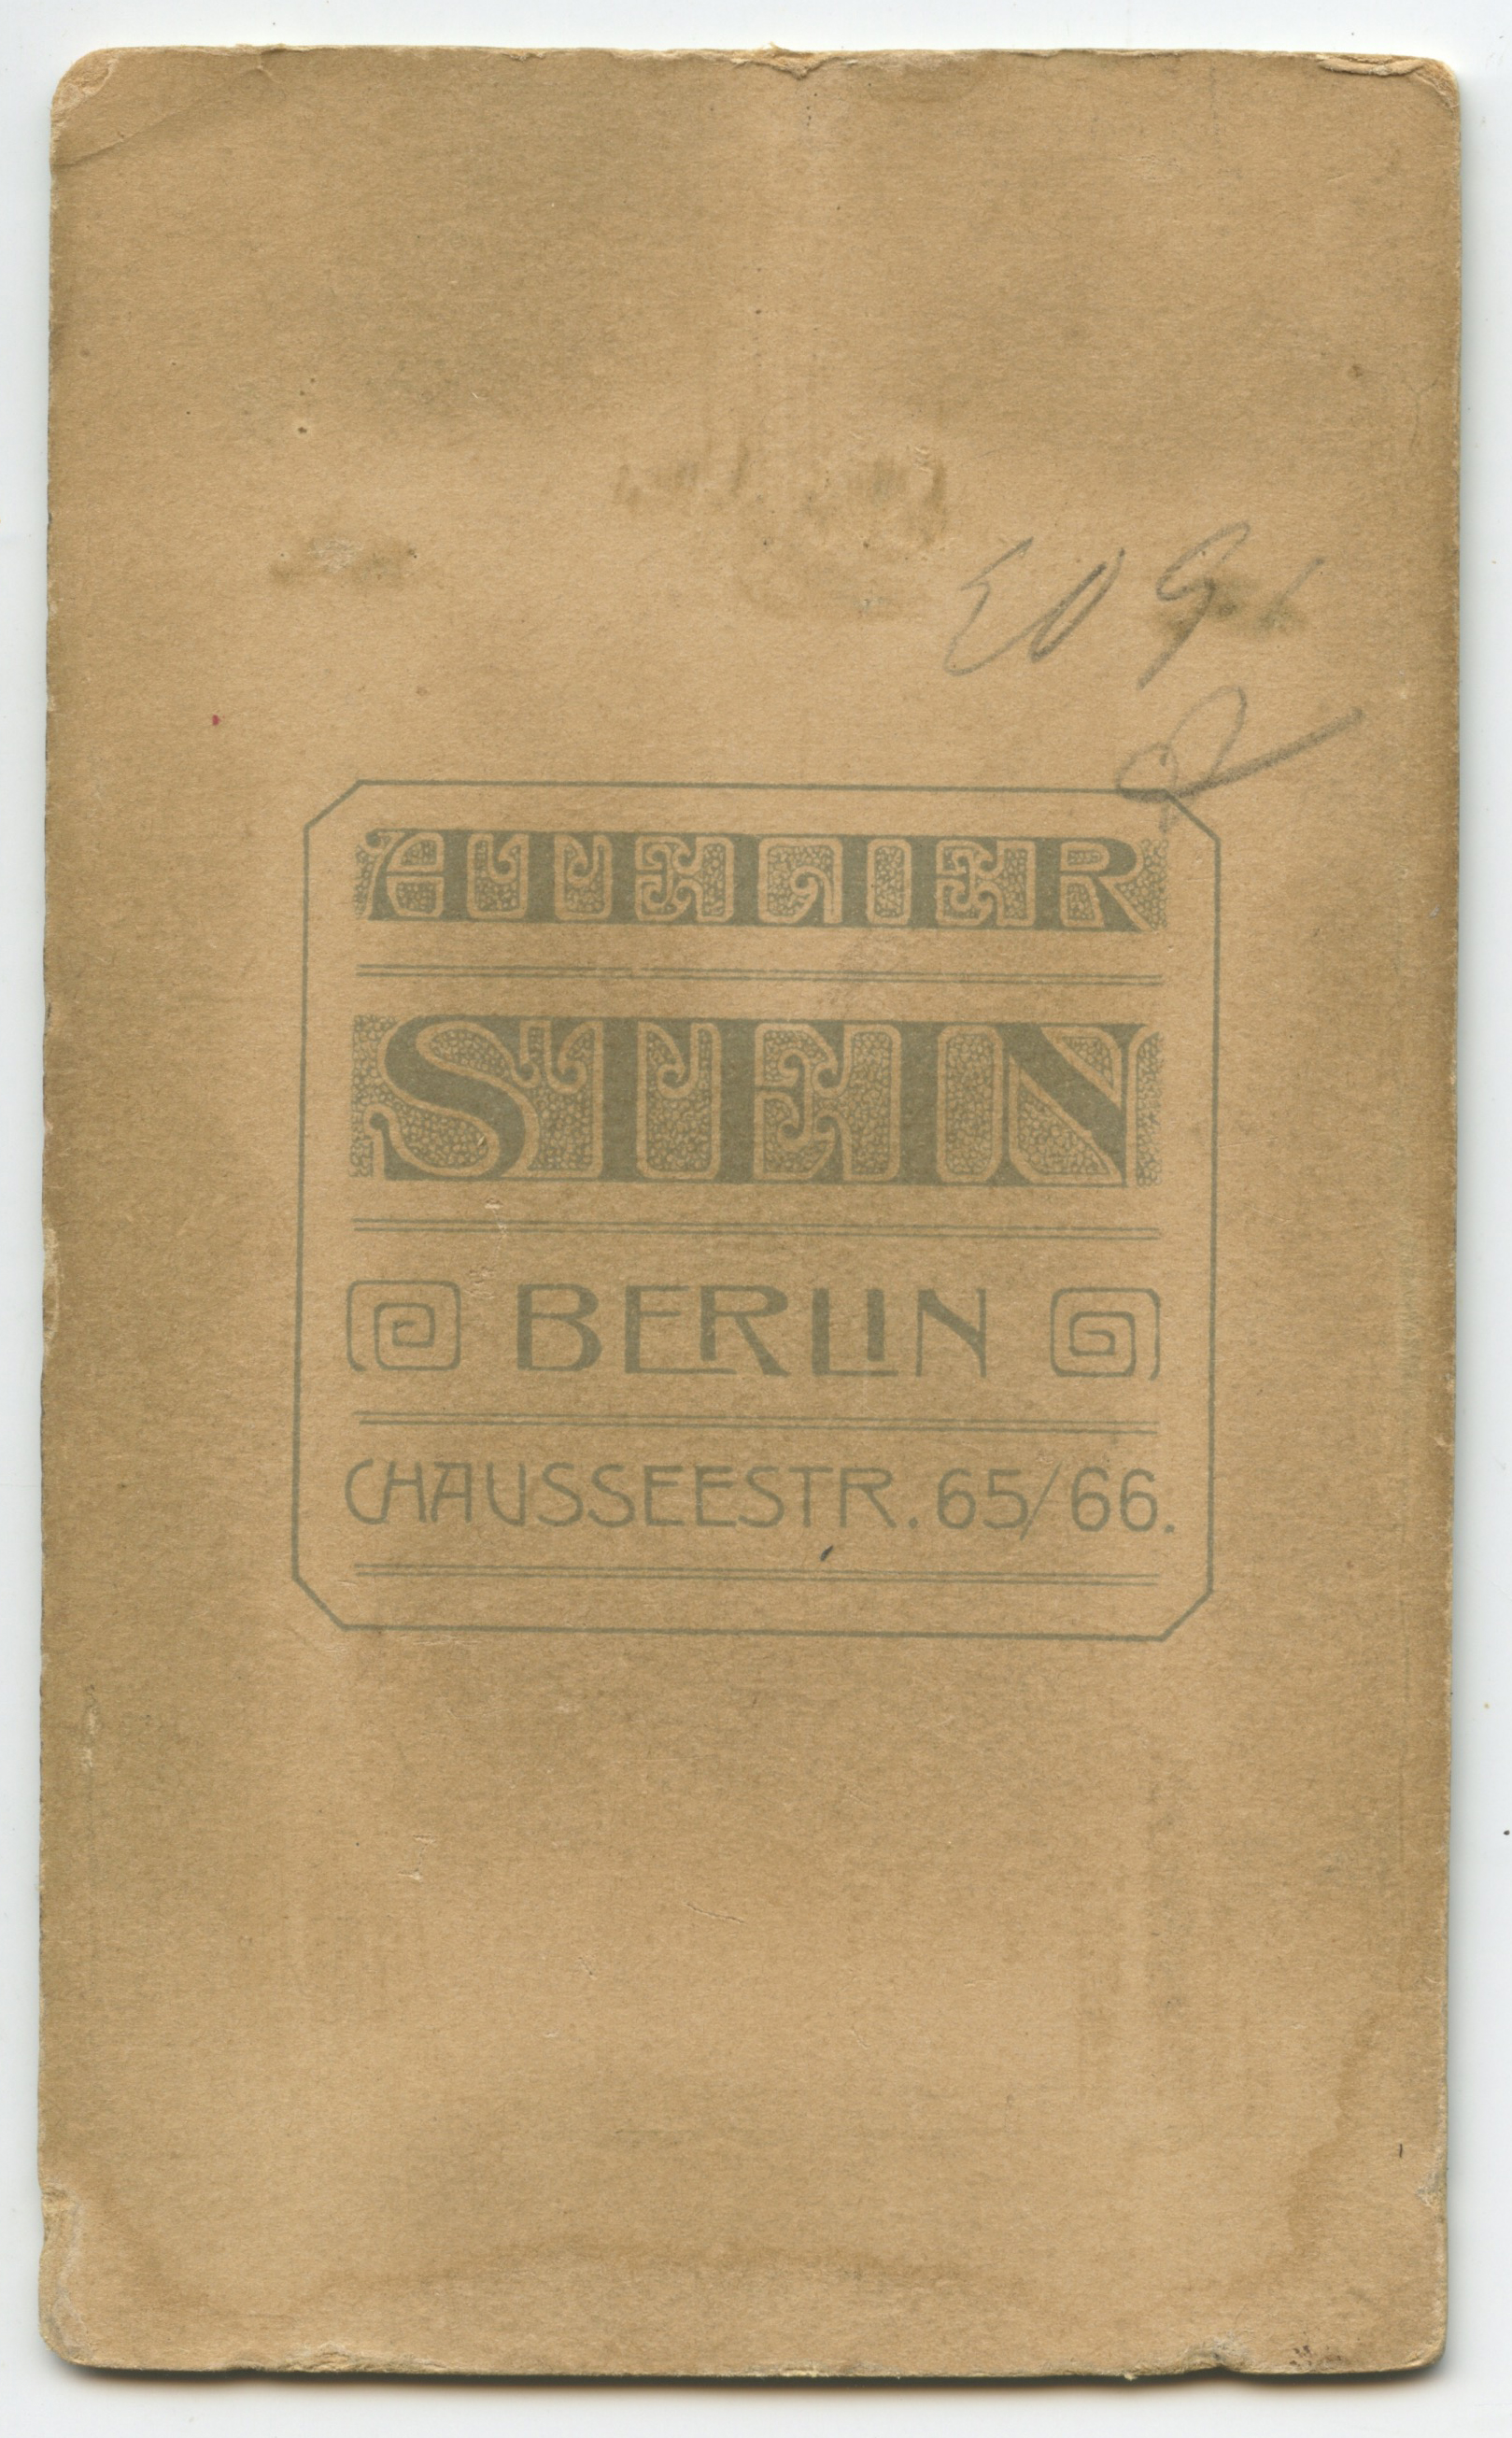 ATELIER
STEIN
BERLIN
CHAUSSEESTR. 65/66.